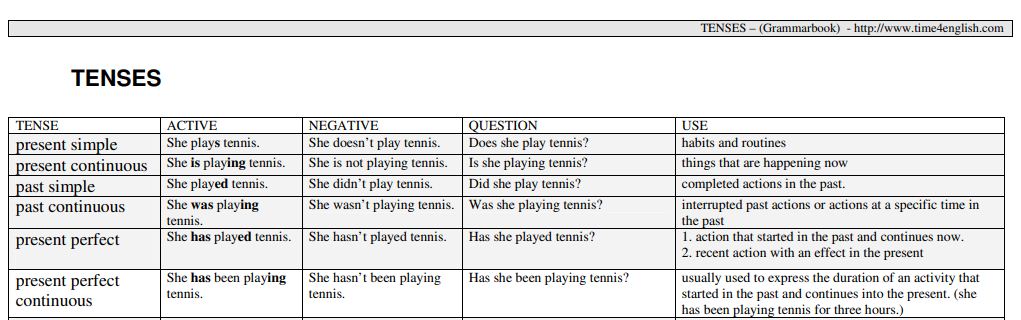 TENSES – (Grammarbook) - http://www.time4english.com
TENSES
TENSE ACTIVE NEGATIVE QUESTION USE
present simple She plays tennis. She doesn't play tennis. Does she play tennis? habits and routines
present continuous She is playing tennis. She is not playing tennis. Is she playing tennis? things that are happening now
past simple She played tennis. She didn't play tennis. Did she play tennis? completed actions in the past.
past continuous She was playing She wasn't playing tennis. Was she playing tennis? interrupted past actions or actions at a specific time in
tennis. the past
present perfect She has played tennis. She hasn't played tennis. Has she played tennis? 1. action that started in the past and continues now.
2. recent action with an effect in the present
present perfect She has been playing She hasn't been playing Has she been playing tennis? usually used to express the duration of an activity that
continuous tennis. tennis. started in the past and continues into the present. (she
has been playing tennis for three hours.)